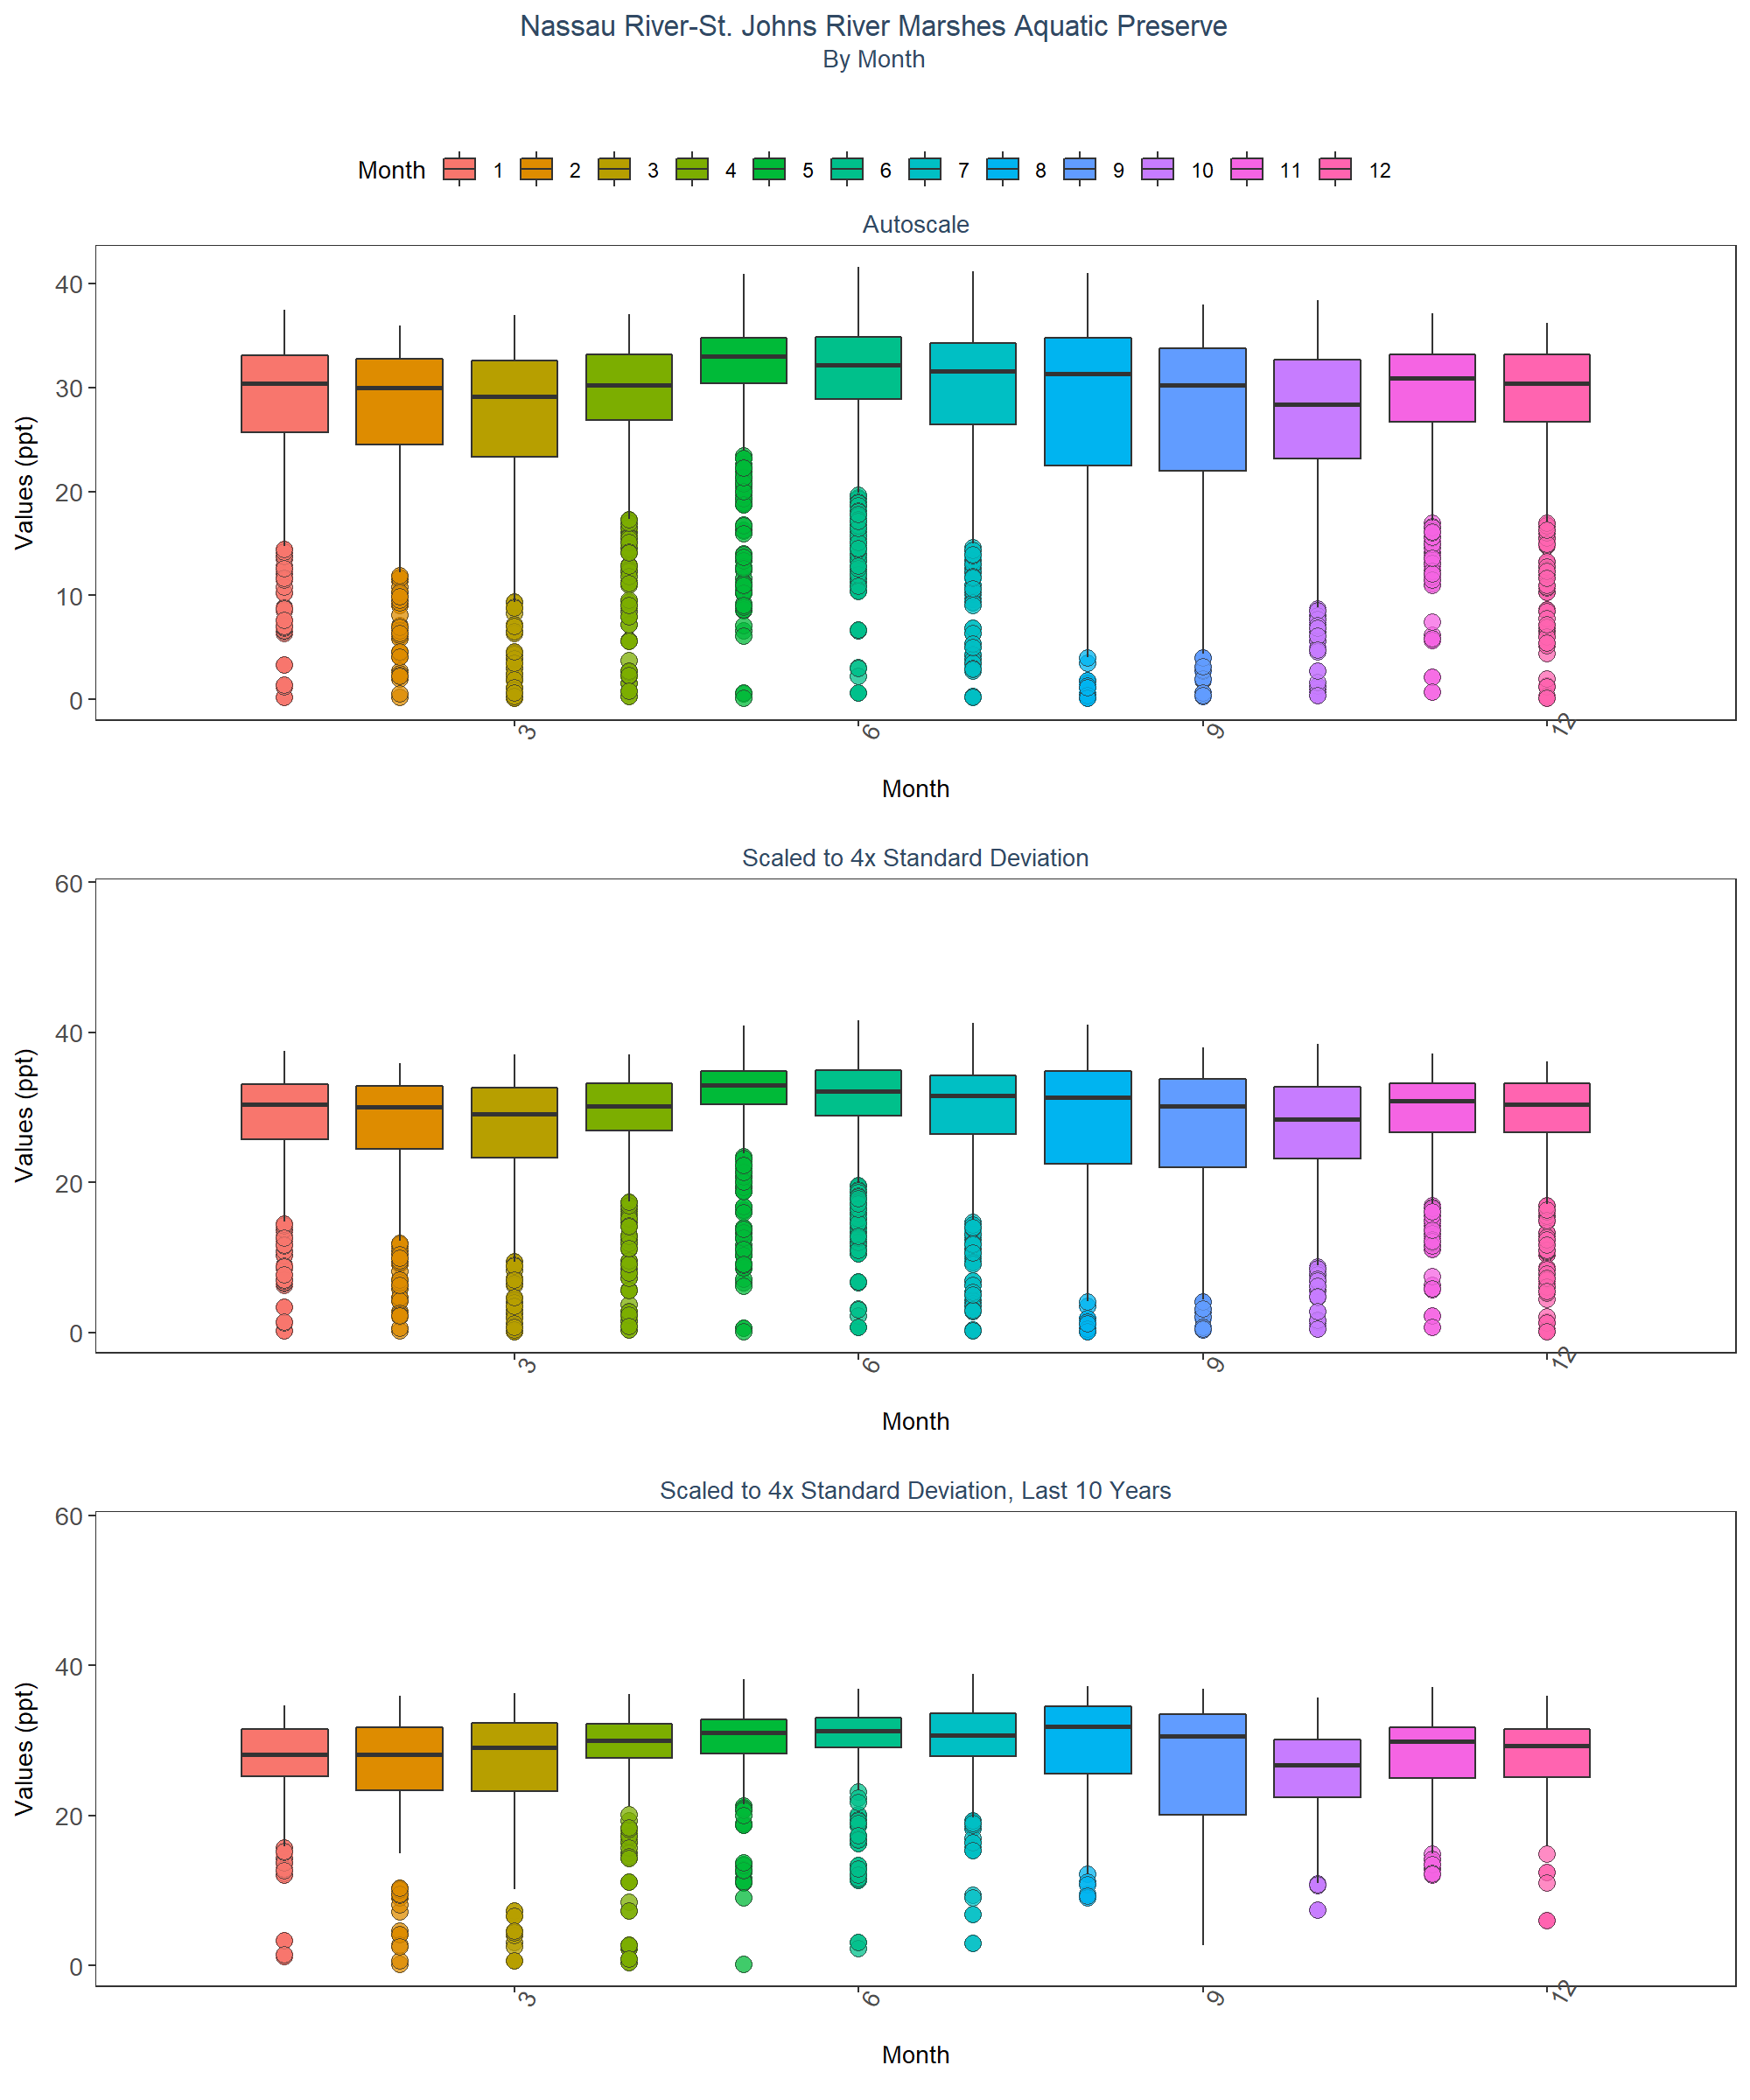 Nassau River-St. Johns River Marshes Aquatic Preserve
By Month
Month 1 2 3 4 5 6 7 8 9 10 11 12
Autoscale
Values (ppt)
40
30
20
10
0
3 6 9 12
Month
Scaled to 4x Standard Deviation
Values (ppt)
60
40
20
0
3 6 9 12
Month
Scaled to 4x Standard Deviation, Last 10 Years
Values (ppt)
60
40
20
0
3 6 9 12
Month